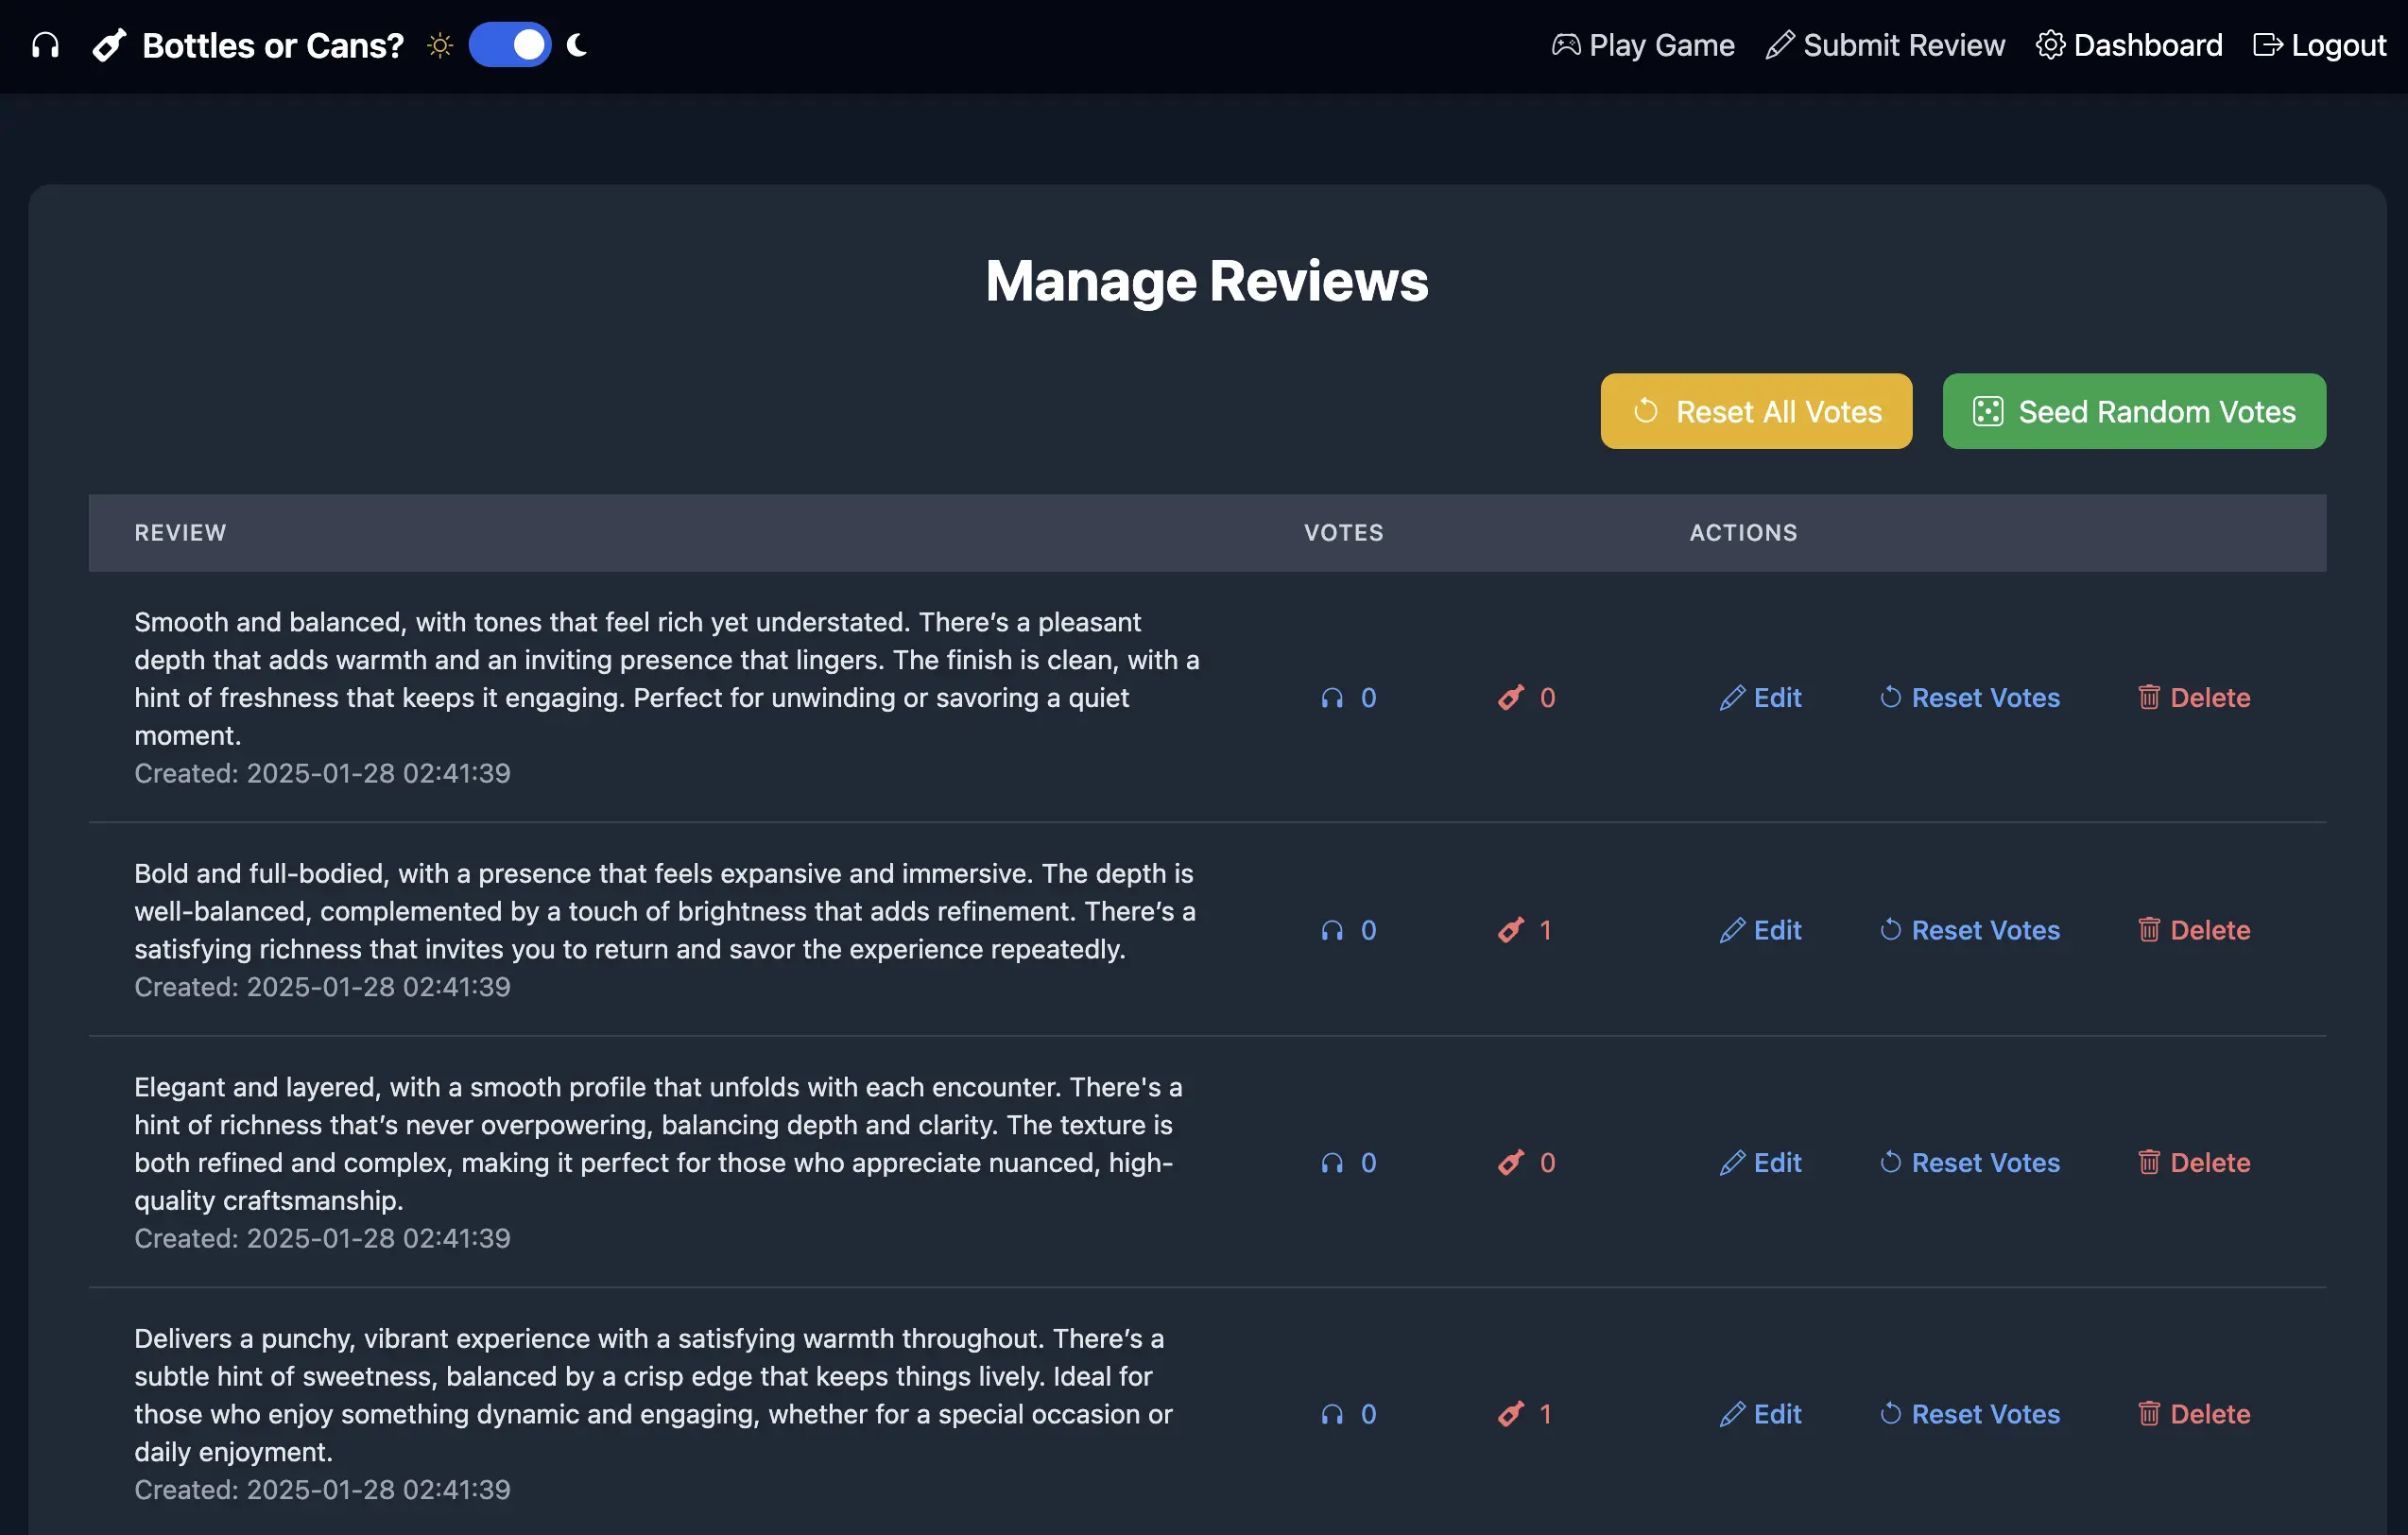 Bottles or Cans?
Play Game
Submit Review
Dashboard
Logout
Manage Reviews
Reset All Votes
Seed Random Votes
REVIEW
VOTES
ACTIONS
Smooth and balanced, with tones that feel rich yet understated. There’s a pleasant
depth that adds warmth and an inviting presence that lingers. The finish is clean, with a
hint of freshness that keeps it engaging. Perfect for unwinding or savoring a quiet
moment.
Created: 2025-01-28 02:41:39
0
0
Edit
Reset Votes
Delete
Bold and full-bodied, with a presence that feels expansive and immersive. The depth is
well-balanced, complemented by a touch of brightness that adds refinement. There’s a
satisfying richness that invites you to return and savor the experience repeatedly.
Created: 2025-01-28 02:41:39
0
1
Edit
Reset Votes
Delete
Elegant and layered, with a smooth profile that unfolds with each encounter. There's a
hint of richness that’s never overpowering, balancing depth and clarity. The texture is
both refined and complex, making it perfect for those who appreciate nuanced, high-
quality craftsmanship.
Created: 2025-01-28 02:41:39
0
0
Edit
Reset Votes
Delete
Delivers a punchy, vibrant experience with a satisfying warmth throughout. There’s a
subtle hint of sweetness, balanced by a crisp edge that keeps things lively. Ideal for
those who enjoy something dynamic and engaging, whether for a special occasion or
daily enjoyment.
Created: 2025-01-28 02:41:39
0
1
Edit
Reset Votes
Delete